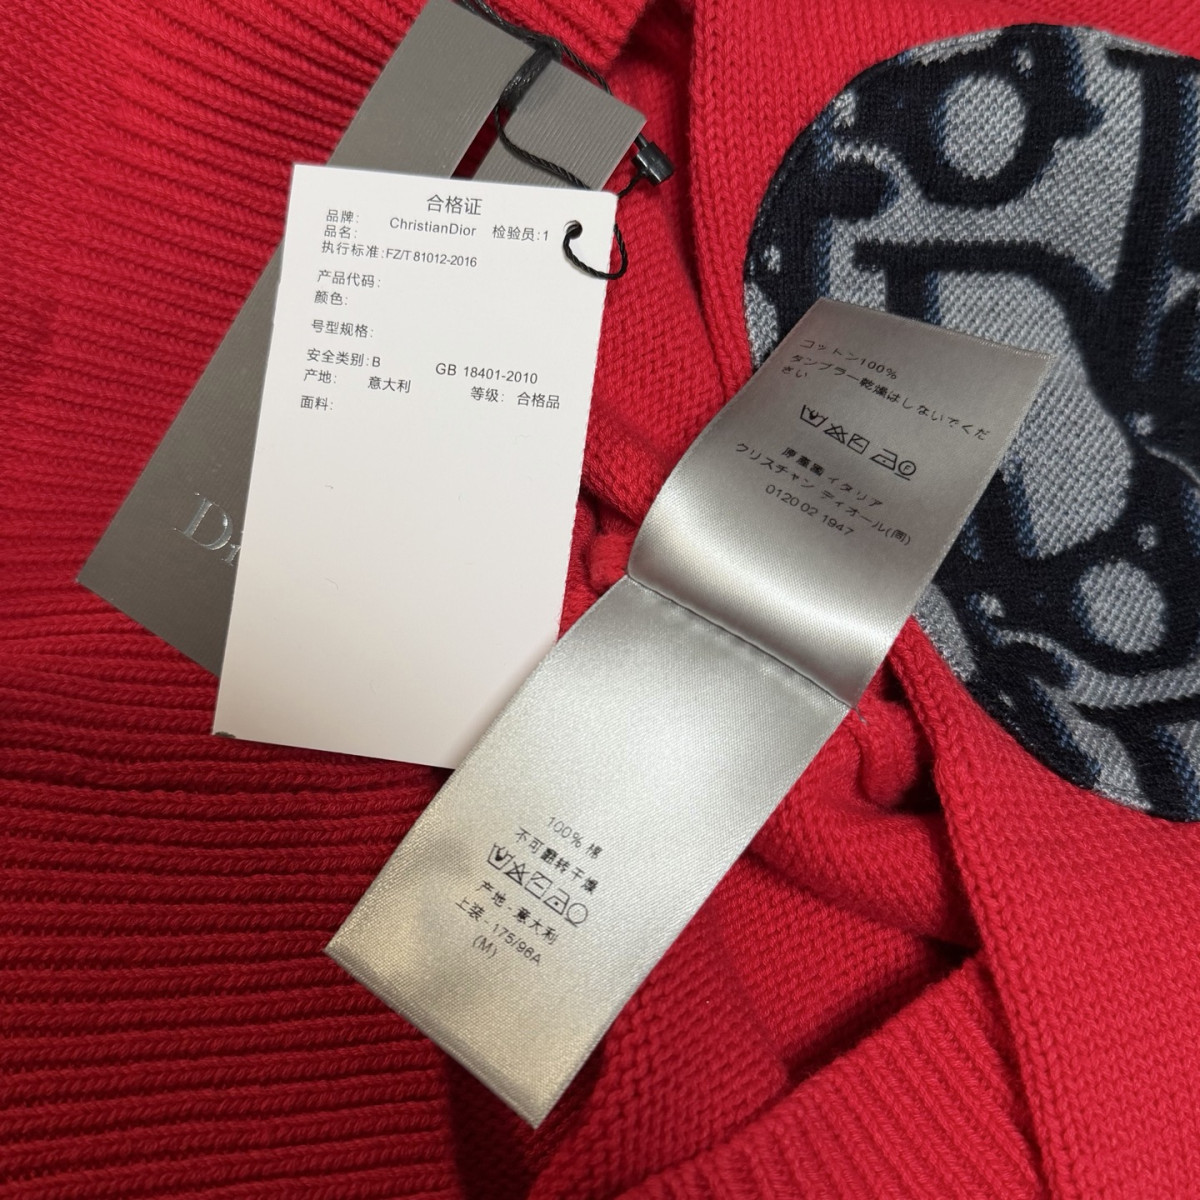 合格证
品牌: ChristianDior 检验员:1
品名:
执行标准:FZ/T 81012-2016
产品代码:
颜色:
号型规格:
安全类别:B GB 18401-2010
产地: 意大利 等级: 合格品
面料:
コットン100%
タンブラー乾燥はしないでくだ
さい
原産国 イタリア
クリスチャン ディオール(同)
0120 02 1947
100% 棉
不可翻转干燥
产地: 意大利
上装 - 175/96A
(M)